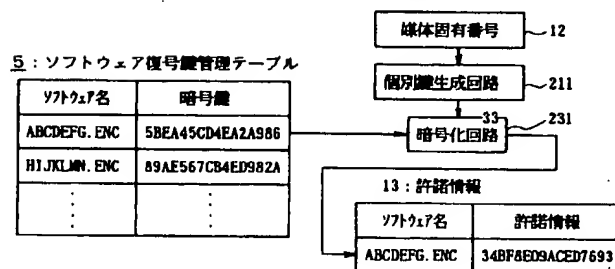 媒体固有番号
12
5:ソフトウェア復号鍵管理テーブル
個別鍵生成回路
211
ソフトウェア名 暗号鍵
33
231
ABCDEFG.ENC 5BEA45CD4EA2A986
暗号化回路
HIJKLMN.ENC 89AE567CB4ED982A
13:許諾情報
ソフトウェア名 許諾情報
ABCDEFG.ENC 34BF8E09ACED7693